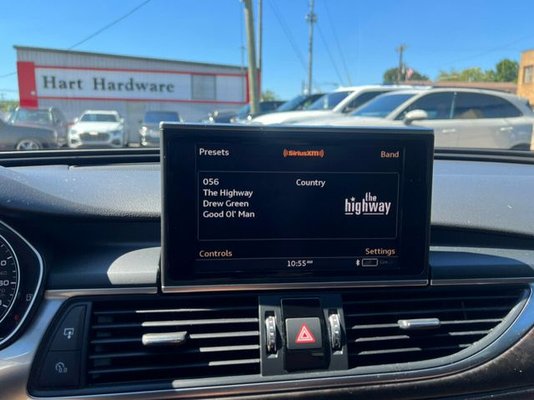 Hart Hardware
Presets
SiriusXM
Band
056
Country
The Highway
Drew Green
Good Ol' Man
the highway
Controls
Settings
10:55